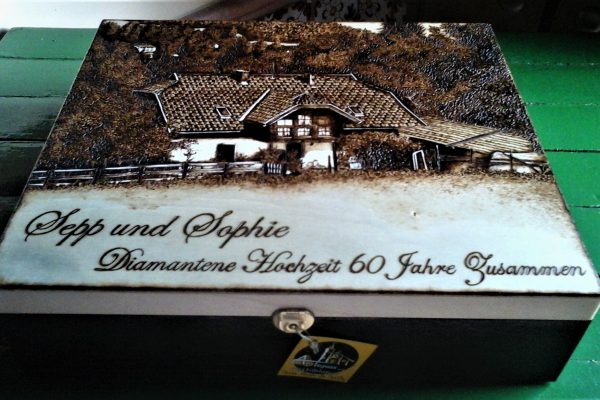 Sepp und Sophie
Diamantene Hochzeit 60 Jahre Zusammen